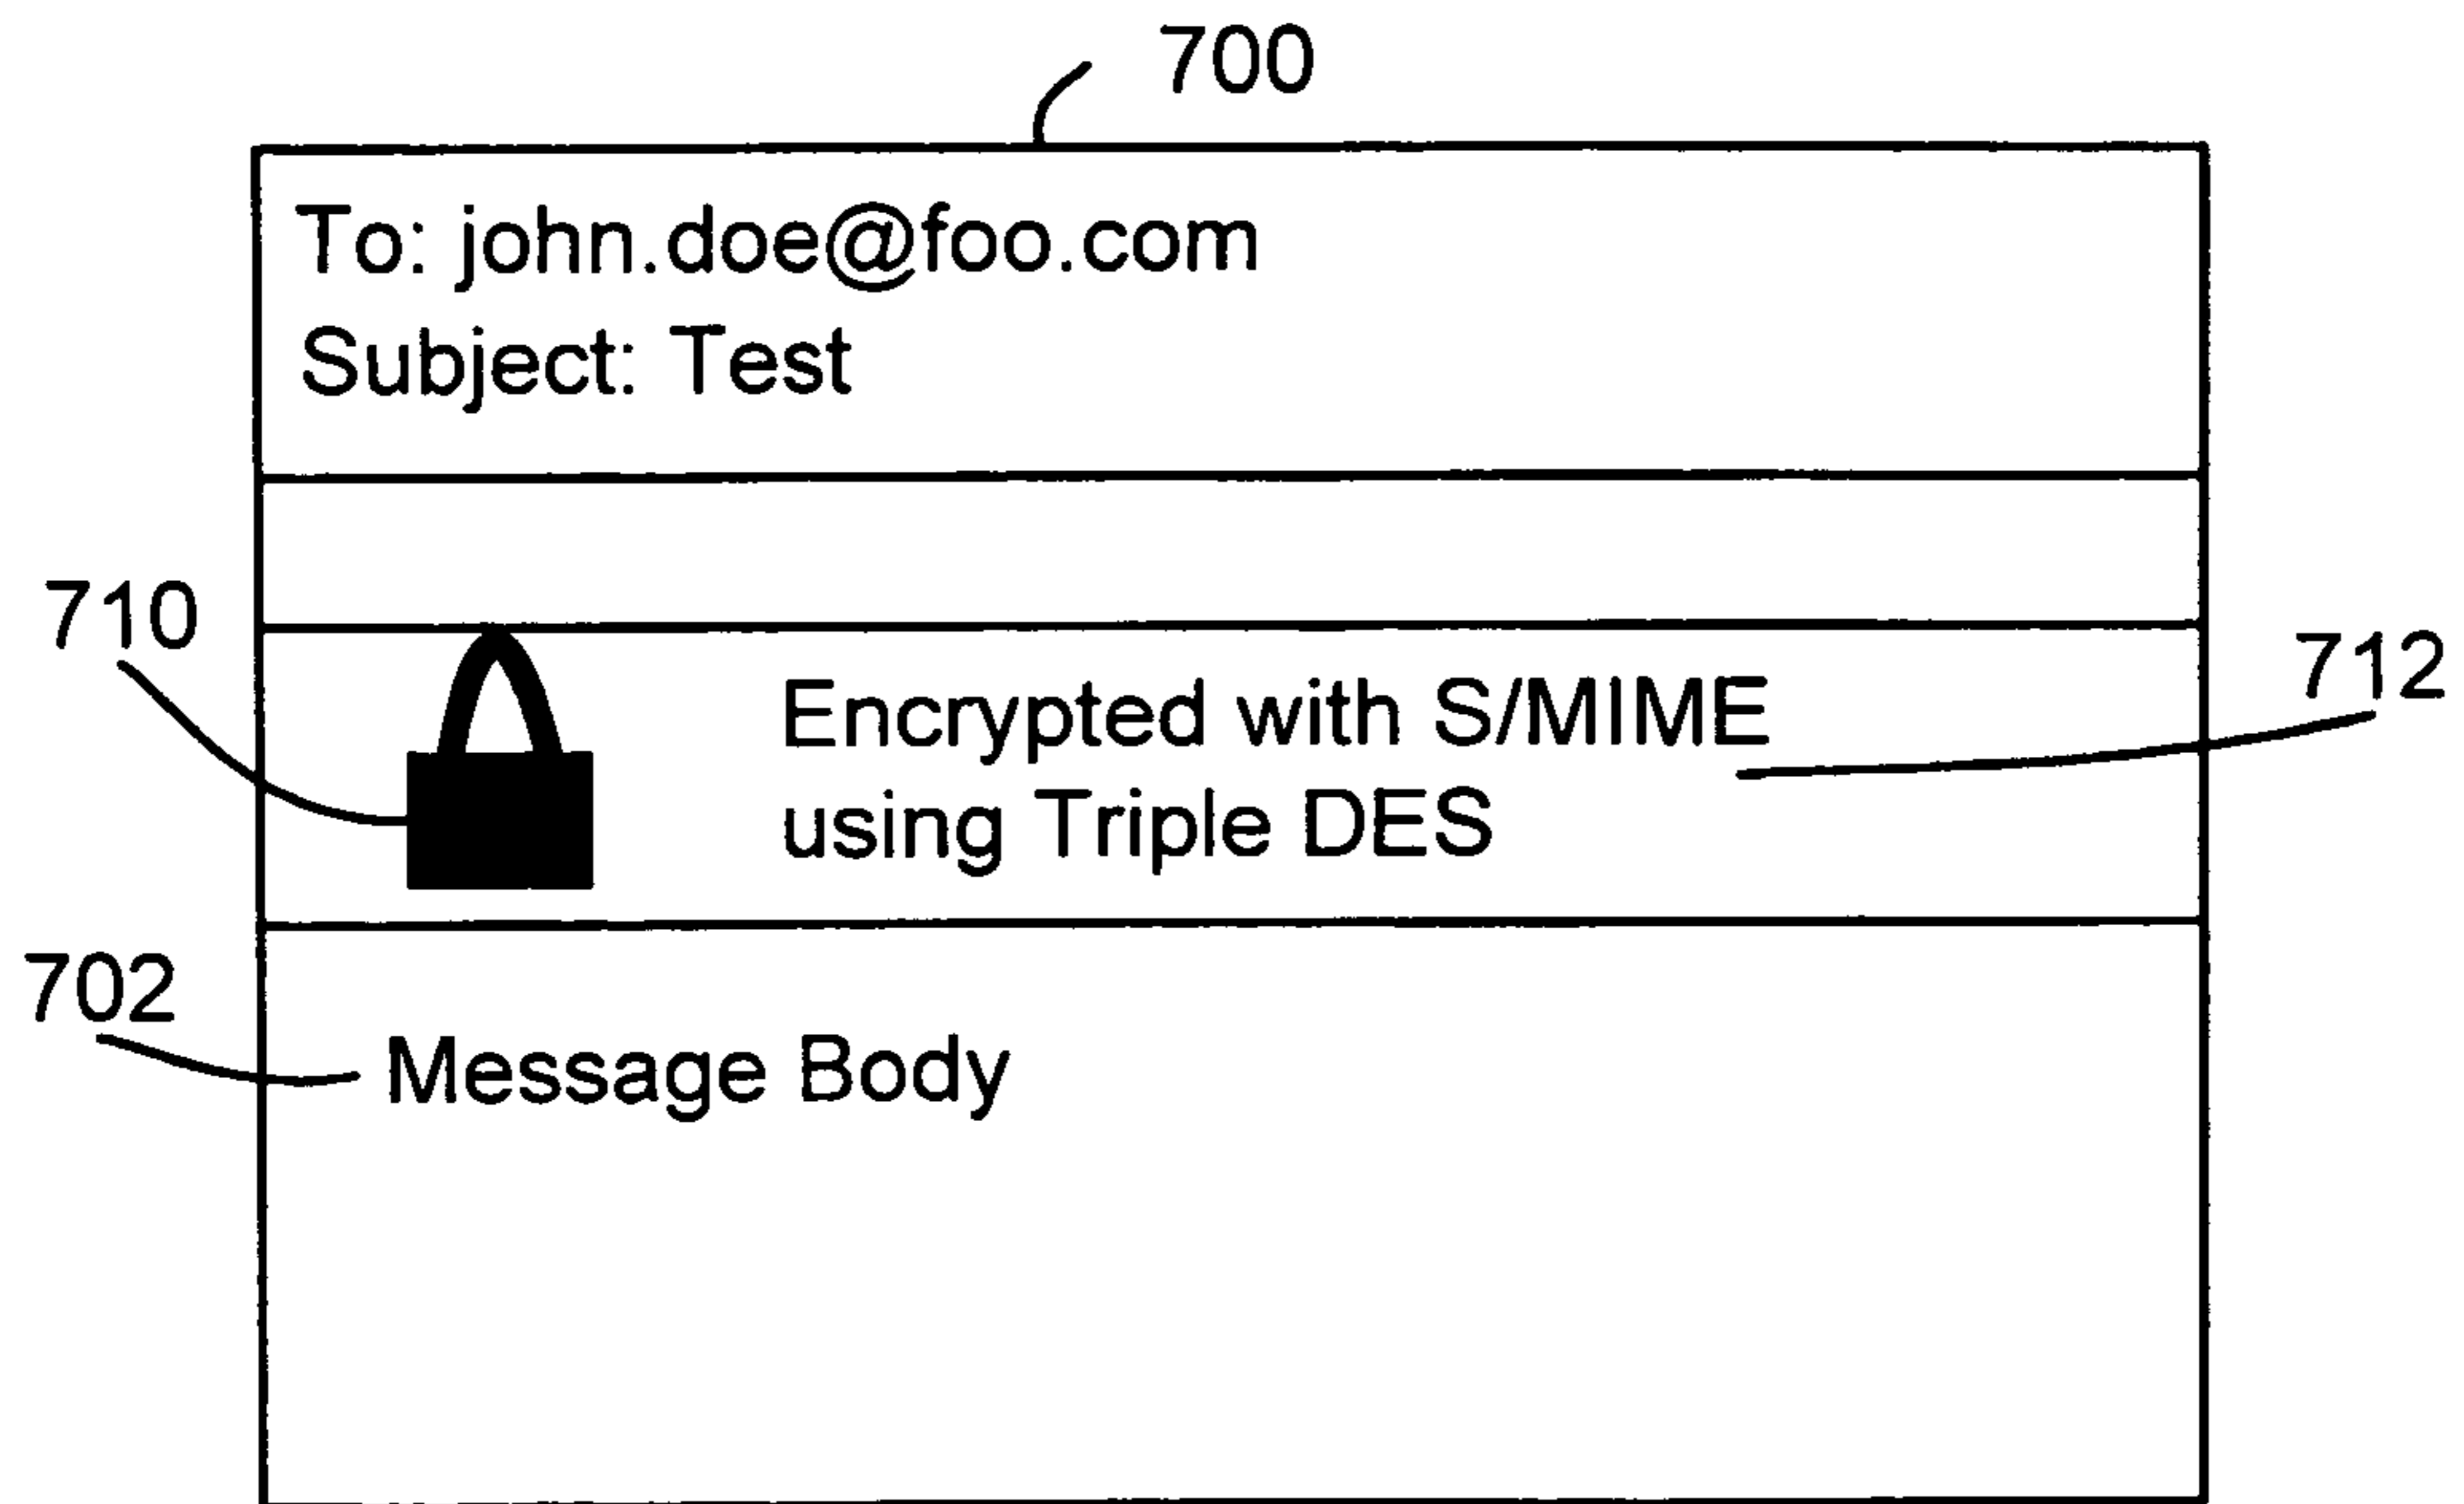 700
To: john.doe@foo.com
Subject: Test
710
712
Encrypted with S/MIME
using Triple DES
702
Message Body